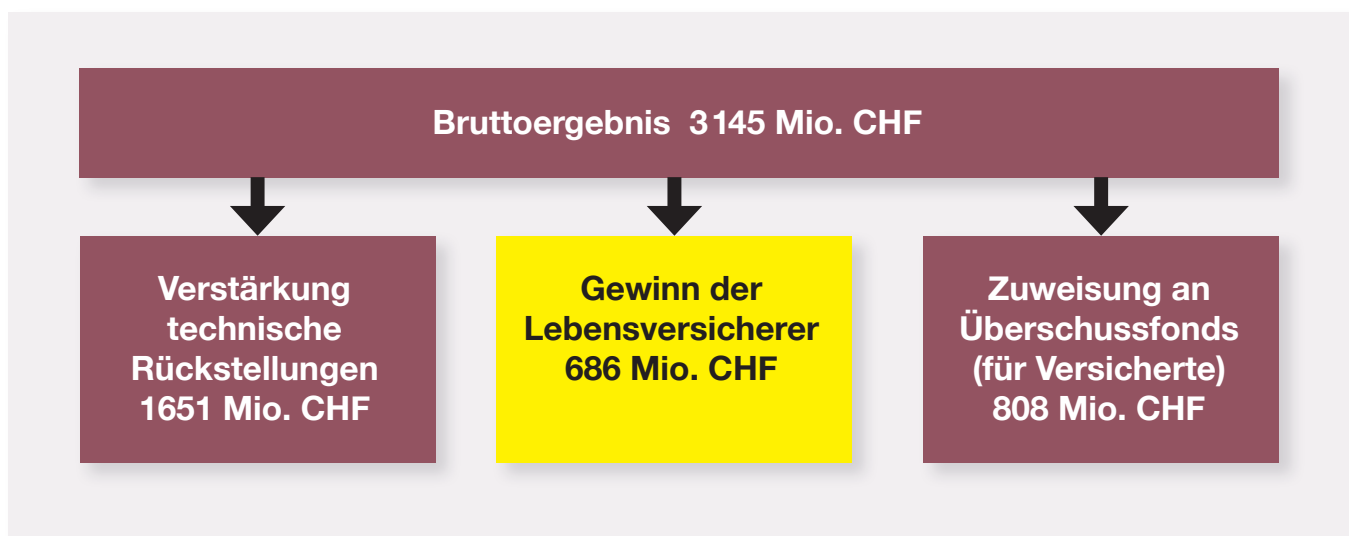 Bruttoergebnis 3145 Mio. CHF
Verstärkung
technische
Rückstellungen
1651 Mio. CHF
Gewinn der
Lebensversicherer
686 Mio. CHF
Zuweisung an
Überschussfonds
(für Versicherte)
808 Mio. CHF